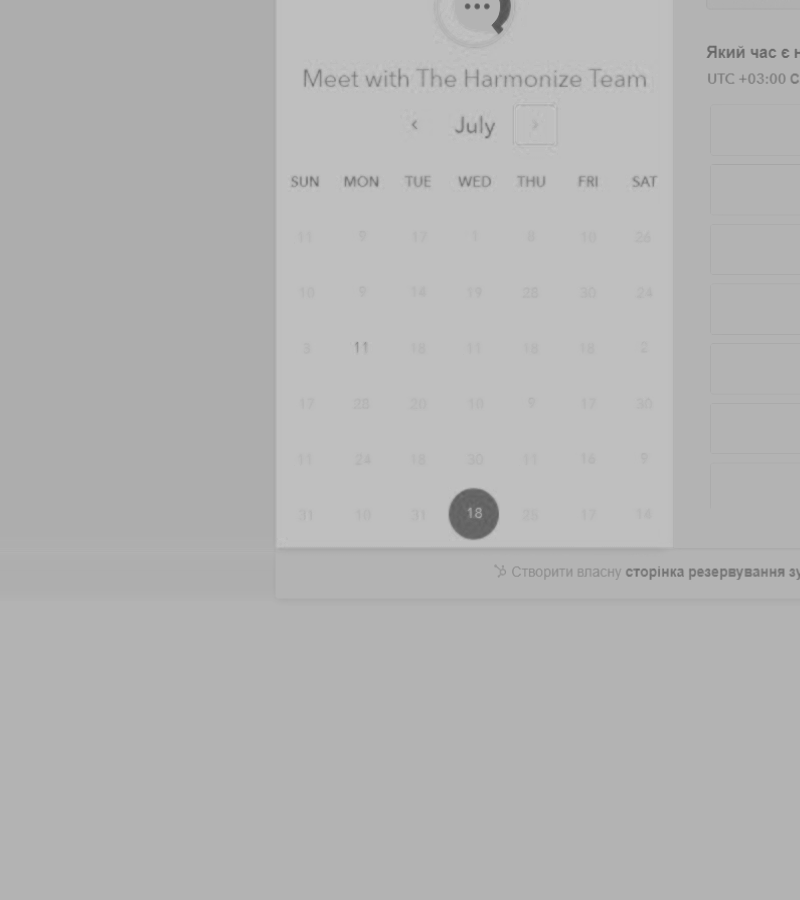 Meet with The Harmonize Team
‹ July ›
SUN MON TUE WED THU FRI SAT
11 9 17 6 8 10 26
10 9 14 19 28 30 24
3 11 18 11 18 18 2
17 28 20 10 9 17 30
11 24 18 30 11 16 9
31 18 31 18 25 17 14
Який час є н
UTC +03:00 С
Створити власну сторінка резервування зу